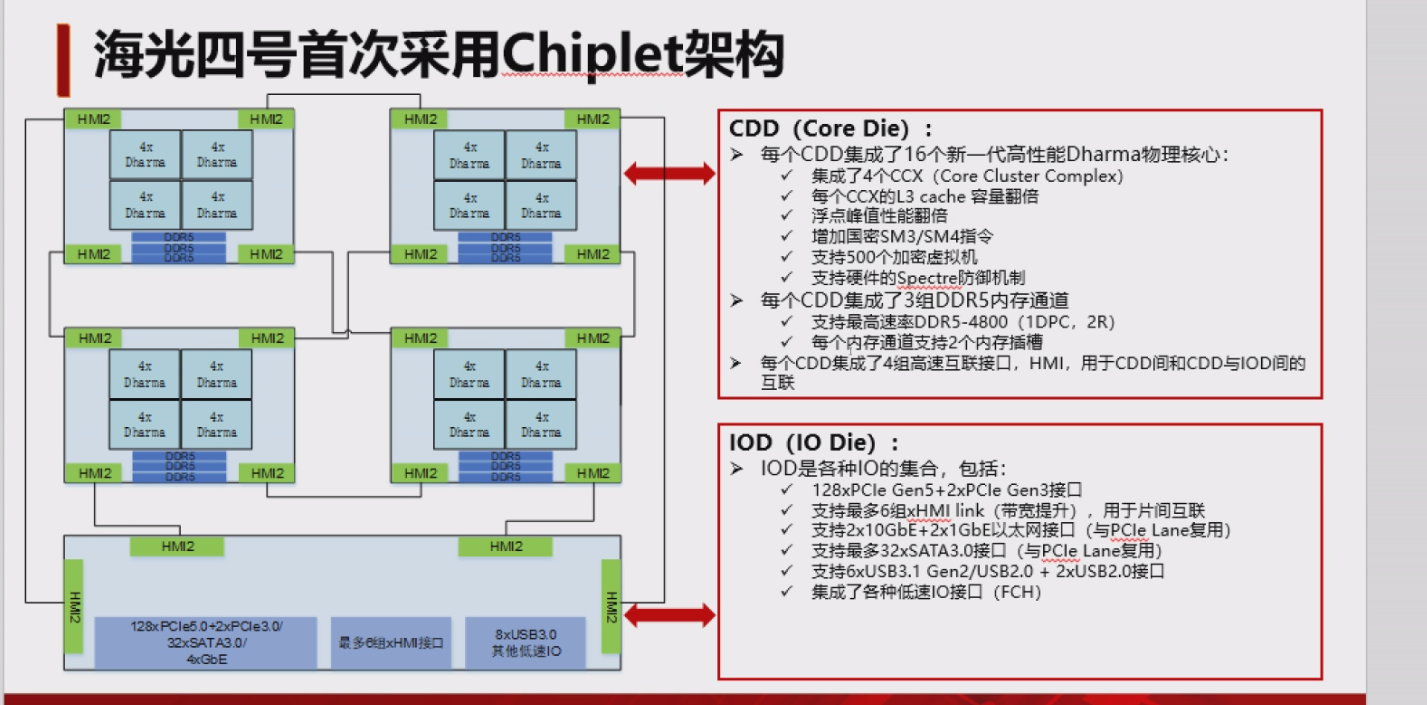 海光四号首次采用Chiplet架构
HMI2
HMI2
4x
Dharma
4x
Dharma
4x
Dharma
4x
Dharma
DDR5
DDR5
DDR5
HMI2
HMI2
HMI2
HMI2
4x
Dharma
4x
Dharma
4x
Dharma
4x
Dharma
DDR5
DDR5
DDR5
HMI2
HMI2
HMI2
HMI2
4x
Dharma
4x
Dharma
4x
Dharma
4x
Dharma
DDR5
DDR5
DDR5
HMI2
HMI2
HMI2
HMI2
4x
Dharma
4x
Dharma
4x
Dharma
4x
Dharma
DDR5
DDR5
DDR5
HMI2
HMI2
HMI2
HMI2
HMI2
HMI2
128xPCIe5.0+2xPCIe3.0/
32xSATA3.0/
4xGbE
最多6组xHMI接口
8xUSB3.0
其他低速IO
CDD（Core Die）:
➢ 每个CDD集成了16个新一代高性能Dharma物理核心:
✓ 集成了4个CCX（Core Cluster Complex）
✓ 每个CCX的L3 cache 容量翻倍
✓ 浮点峰值性能翻倍
✓ 增加国密SM3/SM4指令
✓ 支持500个加密虚拟机
✓ 支持硬件的Spectre防御机制
➢ 每个CDD集成了3组DDR5内存通道
✓ 支持最高速率DDR5-4800（1DPC，2R）
✓ 每个内存通道支持2个内存插槽
➢ 每个CDD集成了4组高速互联接口，HMI，用于CDD间和CDD与IOD间的
互联
IOD（IO Die）:
➢ IOD是各种IO的集合，包括:
✓ 128xPCIe Gen5+2xPCIe Gen3接口
✓ 支持最多6组xHMI link（带宽提升）, 用于片间互联
✓ 支持2x10GbE+2x1GbE以太网接口（与PCIe Lane复用）
✓ 支持最多32xSATA3.0接口（与PCIe Lane复用）
✓ 支持6xUSB3.1 Gen2/USB2.0 + 2xUSB2.0接口
✓ 集成了各种低速IO接口（FCH）